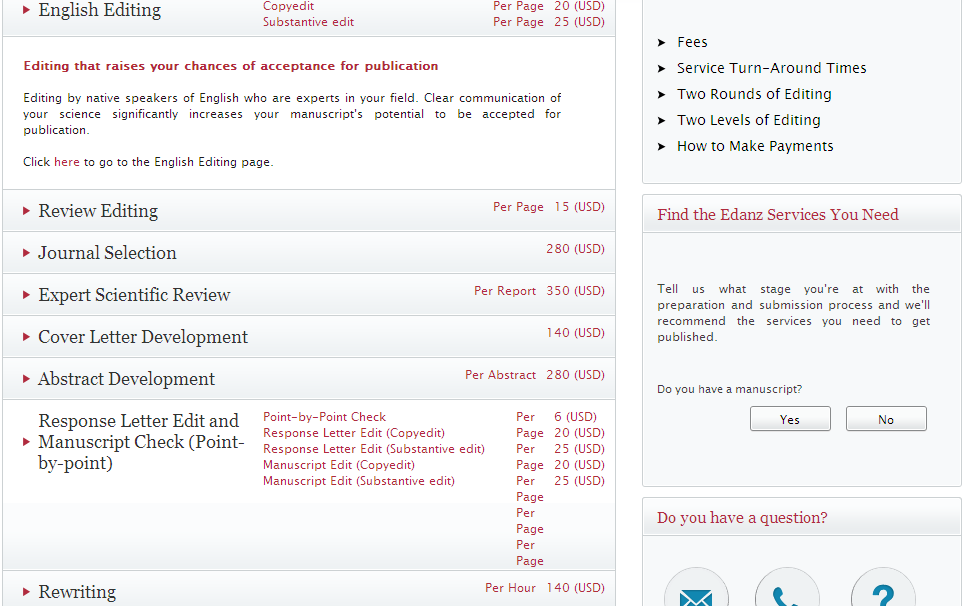 English Editing
Copyedit Per Page 20 (USD)
Substantive edit Per Page 25 (USD)
Editing that raises your chances of acceptance for publication
Editing by native speakers of English who are experts in your field. Clear communication of
your science significantly increases your manuscript's potential to be accepted for
publication.
Click here to go to the English Editing page.
Review Editing Per Page 15 (USD)
Journal Selection 280 (USD)
Expert Scientific Review Per Report 350 (USD)
Cover Letter Development 140 (USD)
Abstract Development Per Abstract 280 (USD)
Response Letter Edit and
Manuscript Check (Point-
by-point)
Point-by-Point Check Per 6 (USD)
Response Letter Edit (Copyedit) Page 20 (USD)
Response Letter Edit (Substantive edit) Per 25 (USD)
Manuscript Edit (Copyedit) Page 20 (USD)
Manuscript Edit (Substantive edit) Per 25 (USD)
Page
Per
Page
Per
Page
Rewriting Per Hour 140 (USD)
Fees
Service Turn-Around Times
Two Rounds of Editing
Two Levels of Editing
How to Make Payments
Find the Edanz Services You Need
Tell us what stage you're at with the
preparation and submission process and we'll
recommend the services you need to get
published.
Do you have a manuscript?
Yes No
Do you have a question?
?